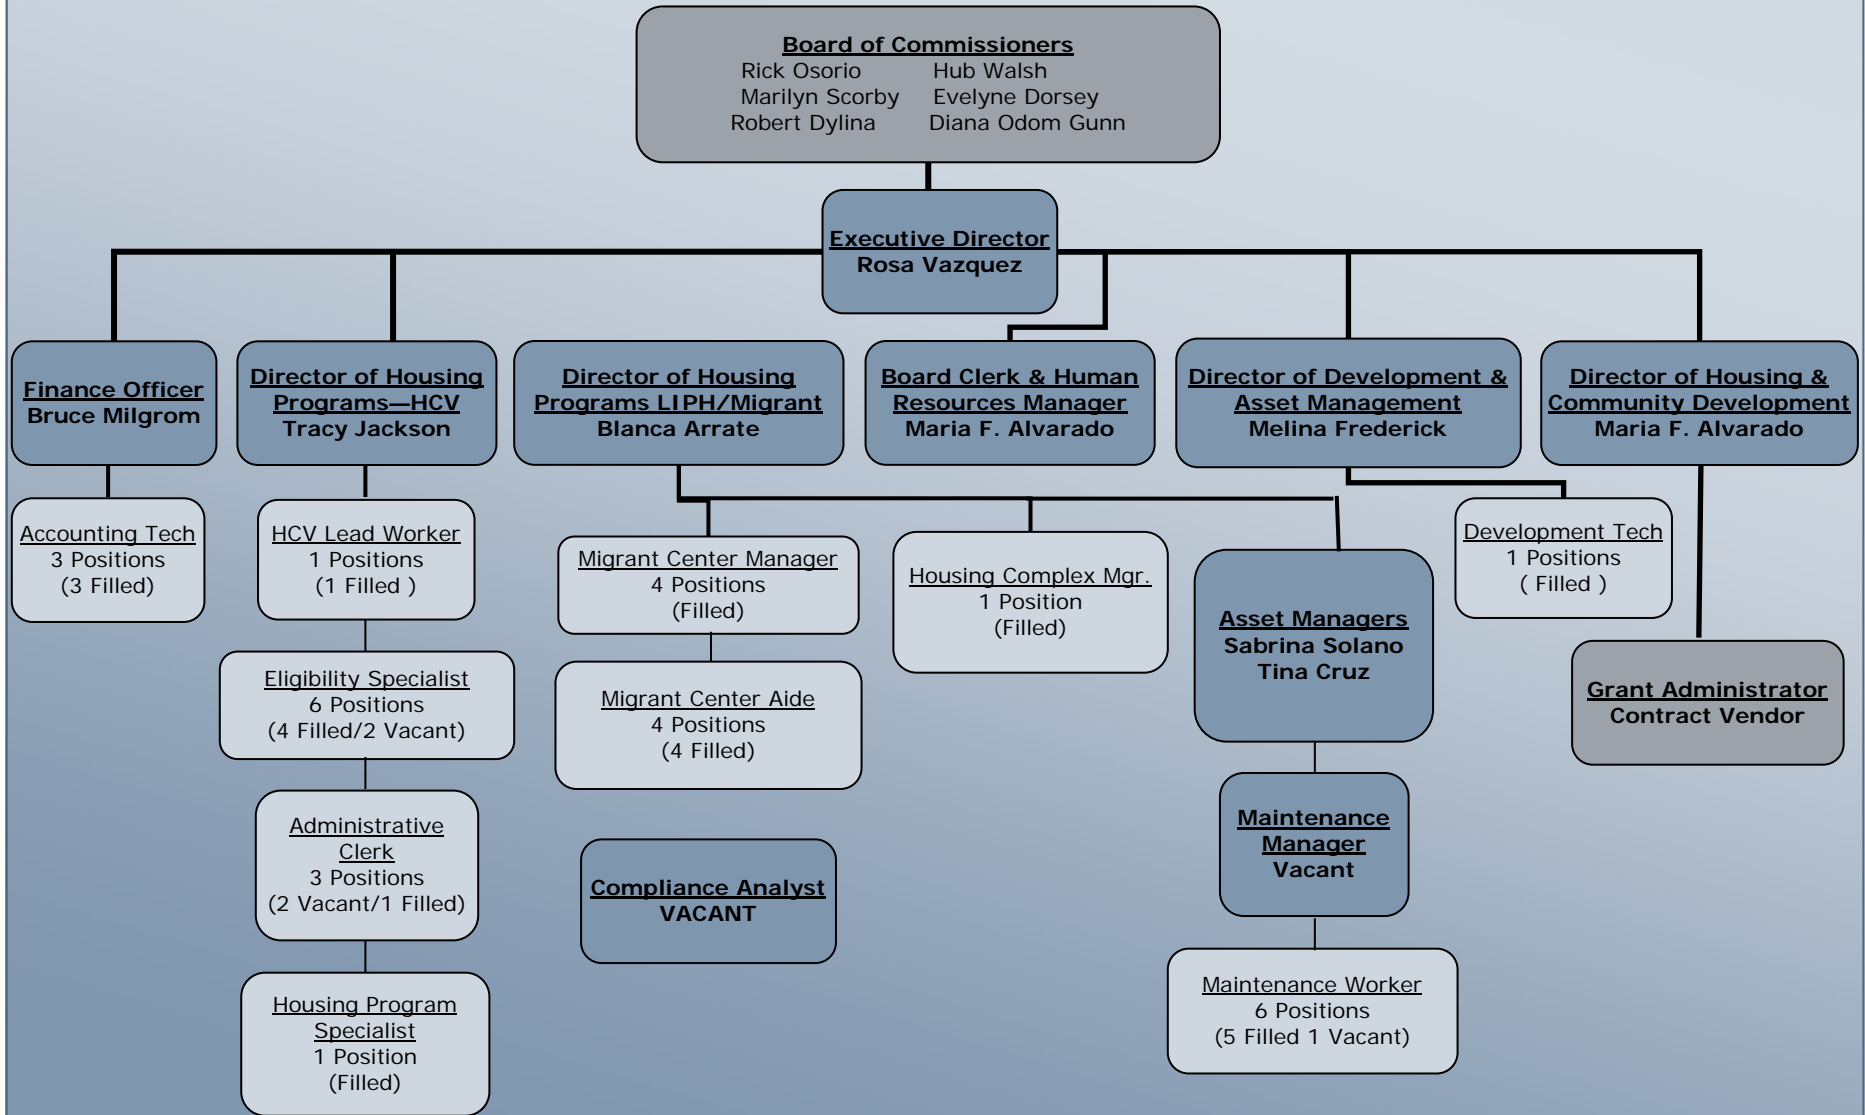 Board of Commissioners
Rick Osorio Hub Walsh
Marilyn Scorby Evelyne Dorsey
Robert Dylina Diana Odom Gunn
Executive Director
Rosa Vazquez
Finance Officer
Bruce Milgrom
Director of Housing
Programs—HCV
Tracy Jackson
Director of Housing
Programs LIPH/Migrant
Blanca Arrate
Board Clerk & Human
Resources Manager
Maria F. Alvarado
Director of Development &
Asset Management
Melina Frederick
Director of Housing &
Community Development
Maria F. Alvarado
Accounting Tech
3 Positions
(3 Filled)
HCV Lead Worker
1 Positions
(1 Filled )
Eligibility Specialist
6 Positions
(4 Filled/2 Vacant)
Administrative
Clerk
3 Positions
(2 Vacant/1 Filled)
Housing Program
Specialist
1 Position
(Filled)
Migrant Center Manager
4 Positions
(Filled)
Migrant Center Aide
4 Positions
(4 Filled)
Compliance Analyst
VACANT
Housing Complex Mgr.
1 Position
(Filled)
Asset Managers
Sabrina Solano
Tina Cruz
Maintenance
Manager
Vacant
Maintenance Worker
6 Positions
(5 Filled 1 Vacant)
Development Tech
1 Positions
( Filled )
Grant Administrator
Contract Vendor